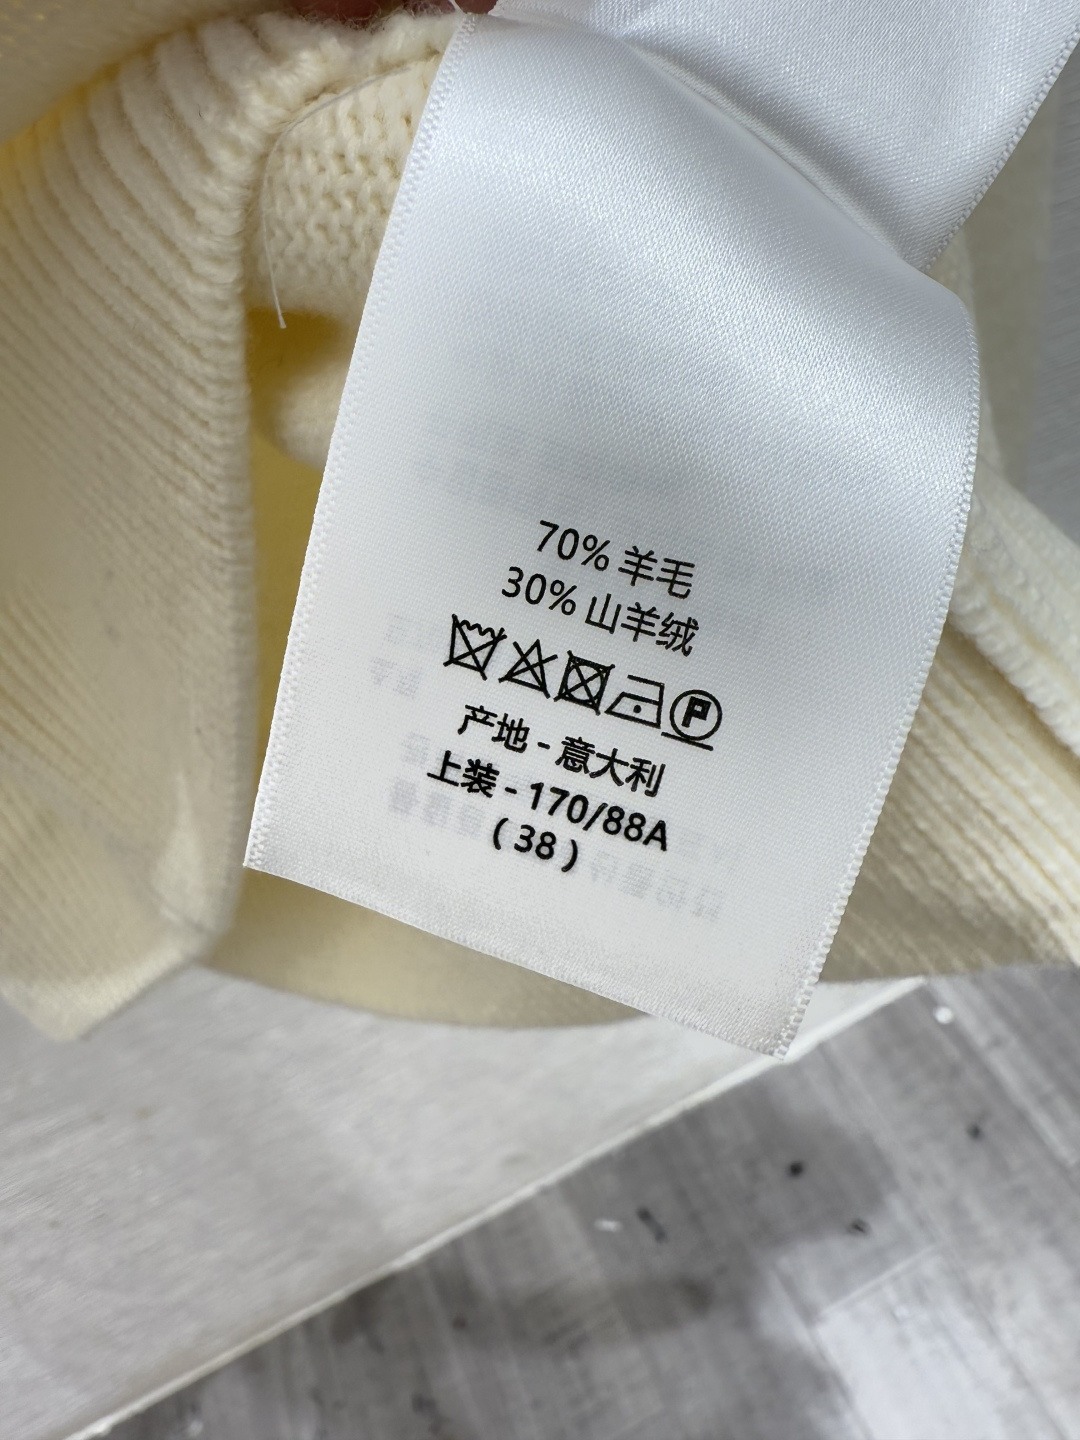 70% 羊毛
30% 山羊绒
P
产地 - 意大利
上装 - 170/88A
( 38 )